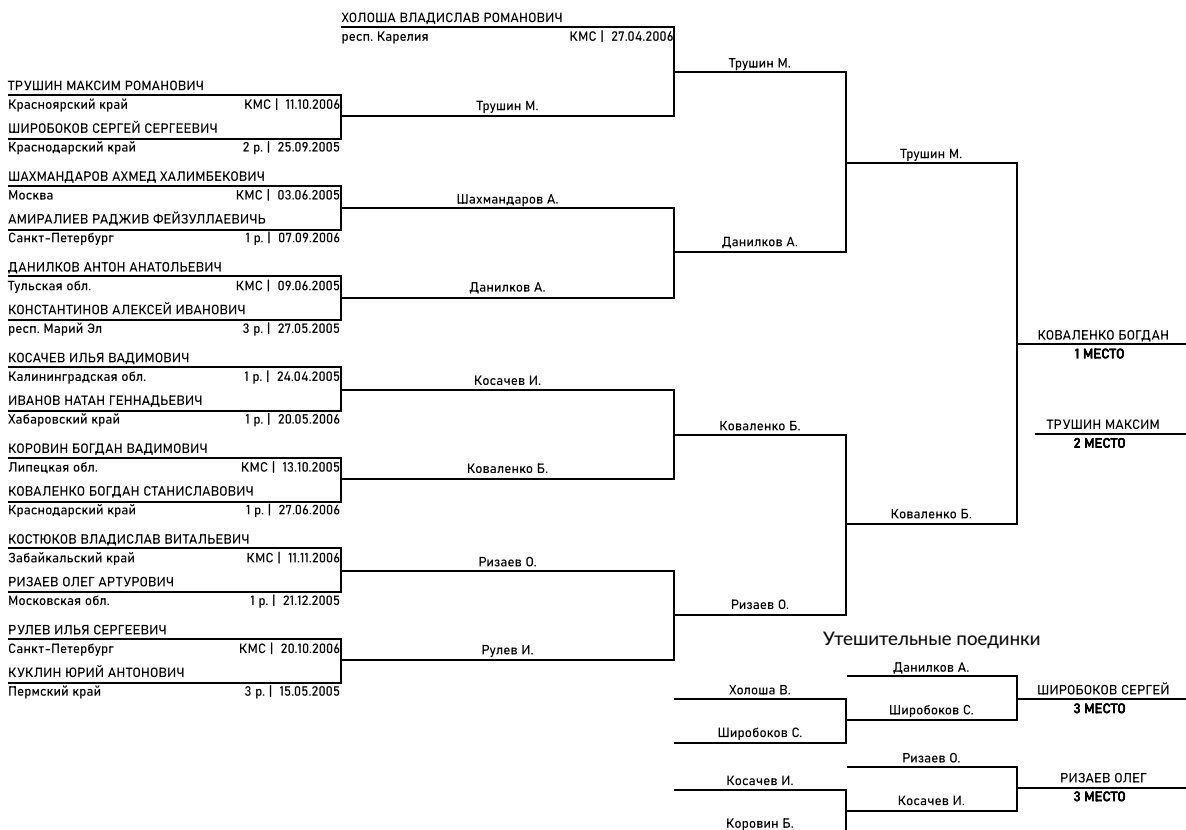 ХОЛОША ВЛАДИСЛАВ РОМАНОВИЧ
респ. Карелия КМС | 27.04.2006
Трушин М.
ТРУШИН МАКСИМ РОМАНОВИЧ
Красноярский край КМС | 11.10.2006
Трушин М.
ШИРОБОКОВ СЕРГЕЙ СЕРГЕЕВИЧ
Краснодарский край 2 р. | 25.09.2005
Трушин М.
ШАХМАНДАРОВ АХМЕД ХАЛИМБЕКОВИЧ
Москва КМС | 03.06.2005
Шахмандаров А.
АМИРАЛИЕВ РАДЖИВ ФЕЙЗУЛЛАЕВИЧЬ
Санкт-Петербург 1 р. | 07.09.2006
Данилков А.
ДАНИЛКОВ АНТОН АНАТОЛЬЕВИЧ
Тульская обл. КМС | 09.06.2005
Данилков А.
КОНСТАНТИНОВ АЛЕКСЕЙ ИВАНОВИЧ
респ. Марий Эл 3 р. | 27.05.2005
КОВАЛЕНКО БОГДАН
1 МЕСТО
КОСАЧЕВ ИЛЬЯ ВАДИМОВИЧ
Калининградская обл. 1 р. | 24.04.2005
Косачев И.
ИВАНОВ НАТАН ГЕННАДЬЕВИЧ
Хабаровский край 1 р. | 20.05.2006
Коваленко Б.
ТРУШИН МАКСИМ
2 МЕСТО
КОРОВИН БОГДАН ВАДИМОВИЧ
Липецкая обл. КМС | 13.10.2005
Коваленко Б.
КОВАЛЕНКО БОГДАН СТАНИСЛАВОВИЧ
Краснодарский край 1 р. | 27.06.2006
Коваленко Б.
КОСТЮКОВ ВЛАДИСЛАВ ВИТАЛЬЕВИЧ
Забайкальский край КМС | 11.11.2006
Ризаев О.
РИЗАЕВ ОЛЕГ АРТУРОВИЧ
Московская обл. 1 р. | 21.12.2005
Ризаев О.
РУЛЕВ ИЛЬЯ СЕРГЕЕВИЧ
Санкт-Петербург КМС | 20.10.2006
Рулев И.
КУКЛИН ЮРИЙ АНТОНОВИЧ
Пермский край 3 р. | 15.05.2005
Утешительные поединки
Данилков А.
Холоша В.
ШИРОБОКОВ СЕРГЕЙ
3 МЕСТО
Широбоков С.
Широбоков С.
Ризаев О.
Косачев И.
РИЗАЕВ ОЛЕГ
3 МЕСТО
Косачев И.
Коровин Б.